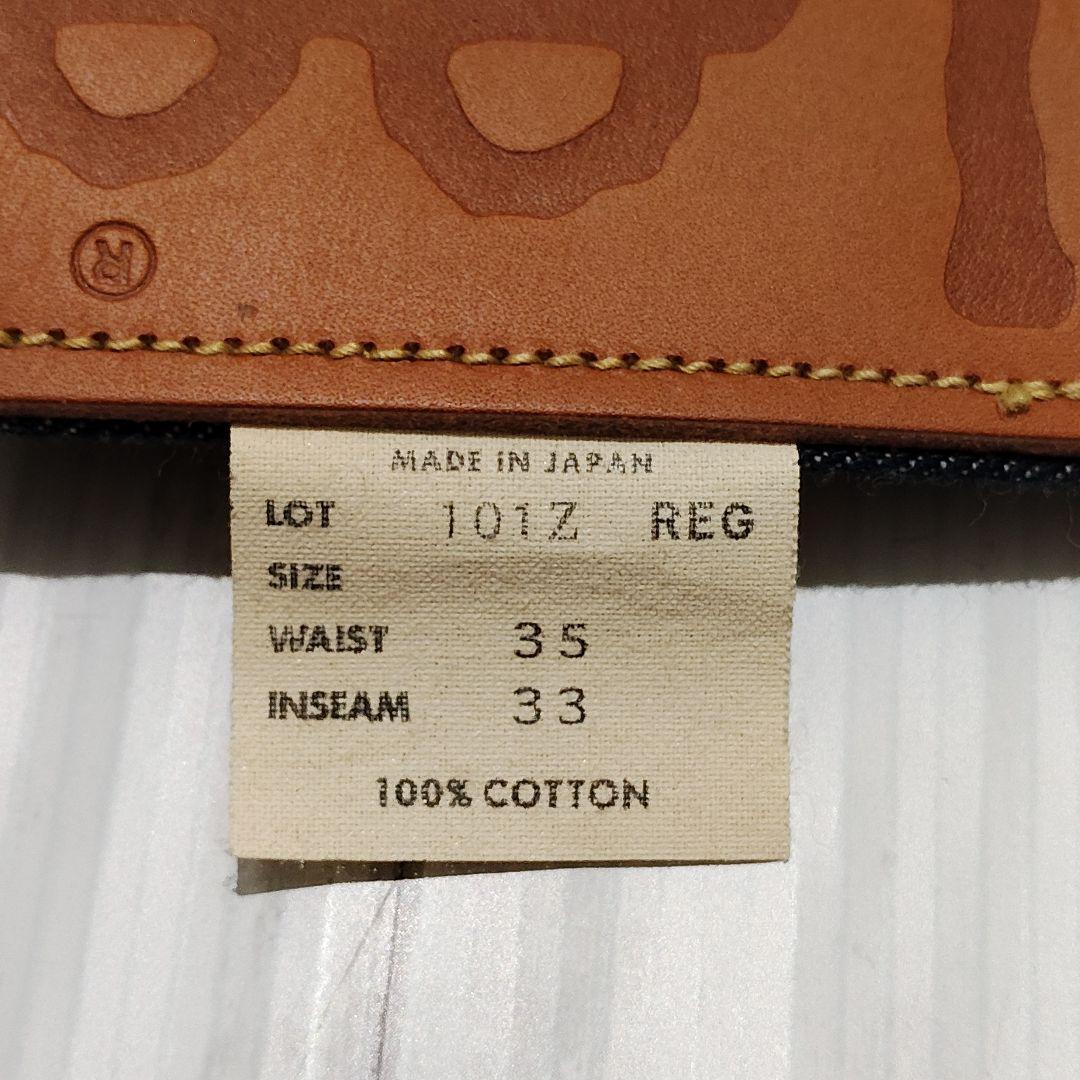 ®
MADE IN JAPAN
LOT 101Z REG
SIZE
WAIST 35
INSEAM 33
100% COTTON